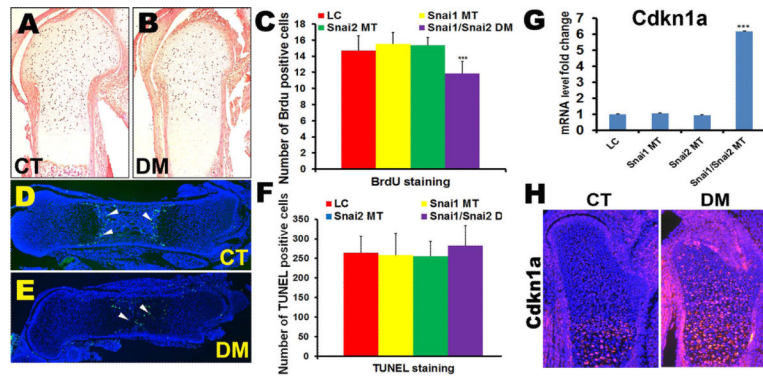 A
CT
B
DM
C
LC
Snai1 MT
Snai2 MT
Snai1/Snai2 DM
Number of Brdu positive cells
18
16
14
12
10
8
6
4
2
0
***
BrdU staining
D
CT
E
DM
F
LC
Snai1 MT
Snai2 MT
Snai1/Snai2 D
Number of TUNEL positive cells
350
300
250
200
150
100
50
0
TUNEL staining
G
Cdkn1a
mRNA level fold change
7
6
5
4
3
2
1
0
***
LC
Snai1 MT
Snai2 MT
Snai1/Snai2 MT
H
CT
DM
Cdkn1a